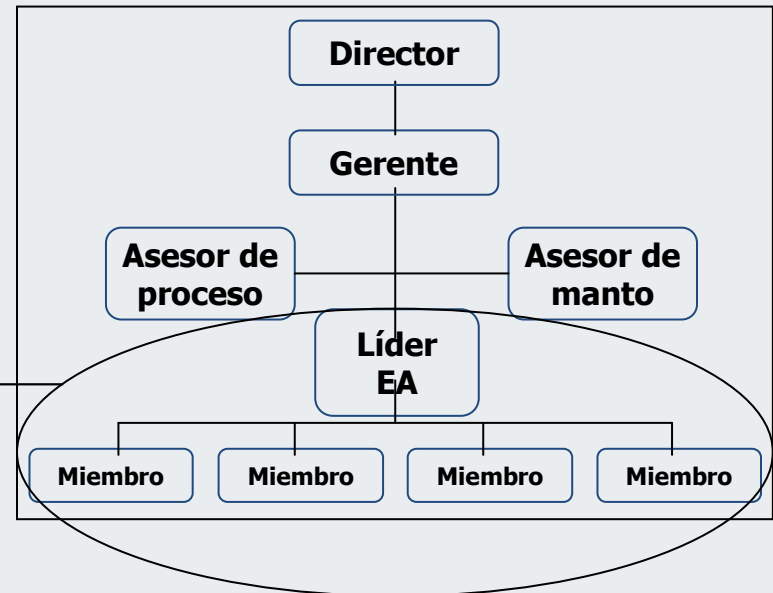 Director
Gerente
Asesor de
proceso
Asesor de
manto
Líder
EA
Miembro
Miembro
Miembro
Miembro